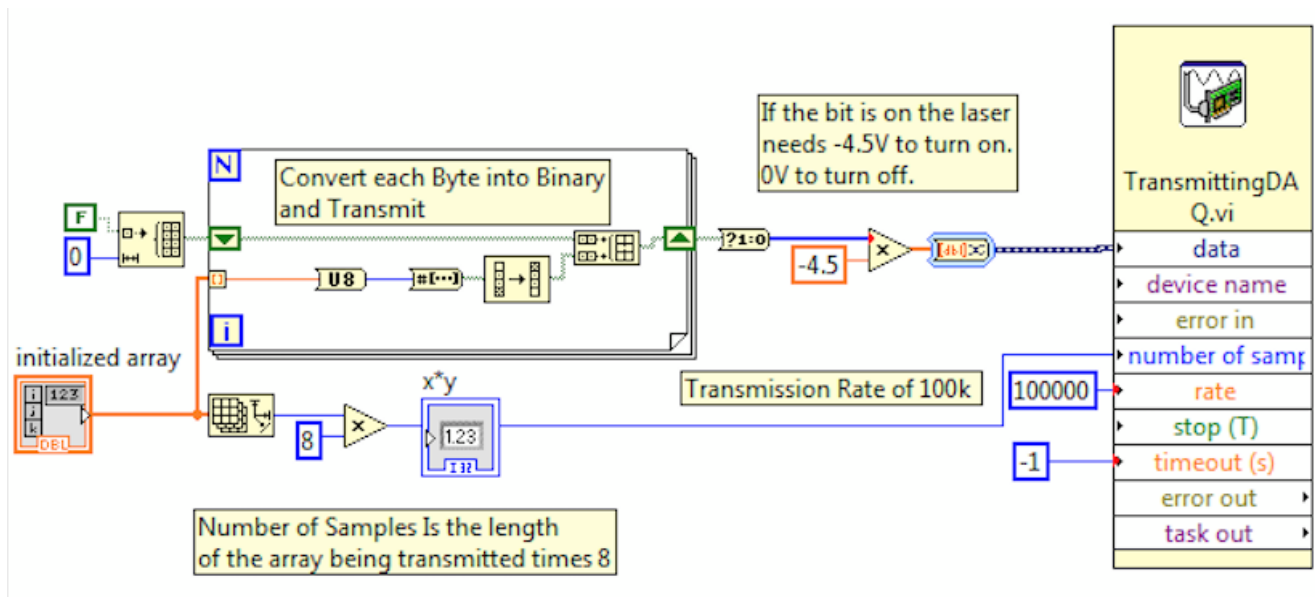 N
Convert each Byte into Binary
and Transmit
If the bit is on the laser
needs -4.5V to turn on.
0V to turn off.
TransmittingDA
Q.vi
F
0
U8
#[...]
?1:0
-4.5
x
[dbl]
data
device name
error in
number of samp
rate
stop (T)
timeout (s)
error out
task out
i
initialized array
i
j
k
123
DBL
8
x
x*y
1.23
I32
Transmission Rate of 100k
100000
-1
Number of Samples Is the length
of the array being transmitted times 8